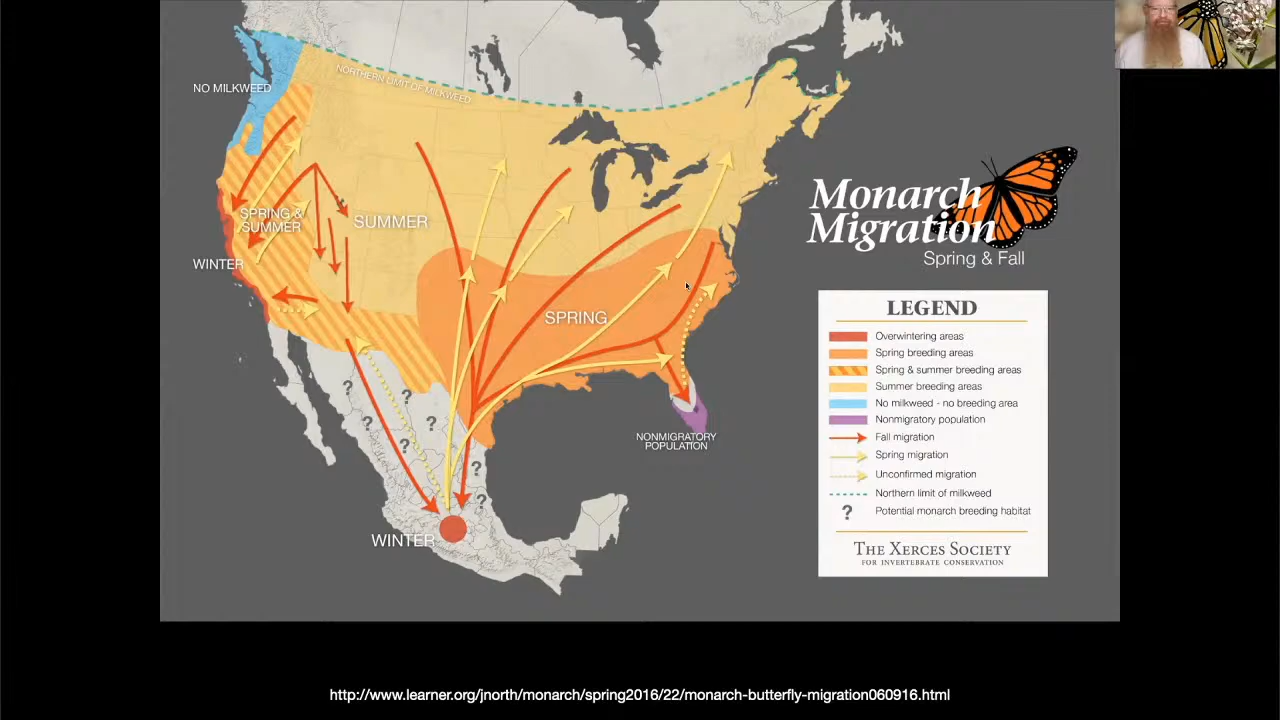 NO MILKWEED
NORTHERN LIMIT OF MILKWEED
SPRING &
SUMMER
SUMMER
WINTER
SPRING
NONMIGRATORY
POPULATION
WINTER
?
?
?
?
?
?
?
Monarch
Migration
Spring & Fall
LEGEND
Overwintering areas
Spring breeding areas
Spring & summer breeding areas
Summer breeding areas
No milkweed - no breeding area
Nonmigratory population
Fall migration
Spring migration
Unconfirmed migration
Northern limit of milkweed
? Potential monarch breeding habitat
THE XERCES SOCIETY
FOR INVERTEBRATE CONSERVATION
http://www.learner.org/jnorth/monarch/spring2016/22/monarch-butterfly-migration060916.html